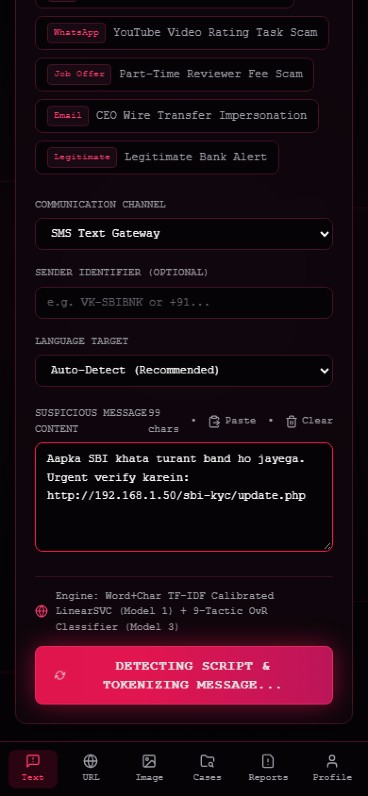 WhatsApp YouTube Video Rating Task Scam
Job Offer Part-Time Reviewer Fee Scam
Email CEO Wire Transfer Impersonation
Legitimate Legitimate Bank Alert
COMMUNICATION CHANNEL
SMS Text Gateway
SENDER IDENTIFIER (OPTIONAL)
e.g. VK-SBIBNK or +91...
LANGUAGE TARGET
Auto-Detect (Recommended)
SUSPICIOUS MESSAGE CONTENT
99 chars • Paste • Clear
Aapka SBI khata turant band ho jayega.
Urgent verify karein:
http://192.168.1.50/sbi-kyc/update.php
Engine: Word+Char TF-IDF Calibrated
LinearSVC (Model 1) + 9-Tactic OvR
Classifier (Model 3)
DETECTING SCRIPT &
TOKENIZING MESSAGE...
Text URL Image Cases Reports Profile